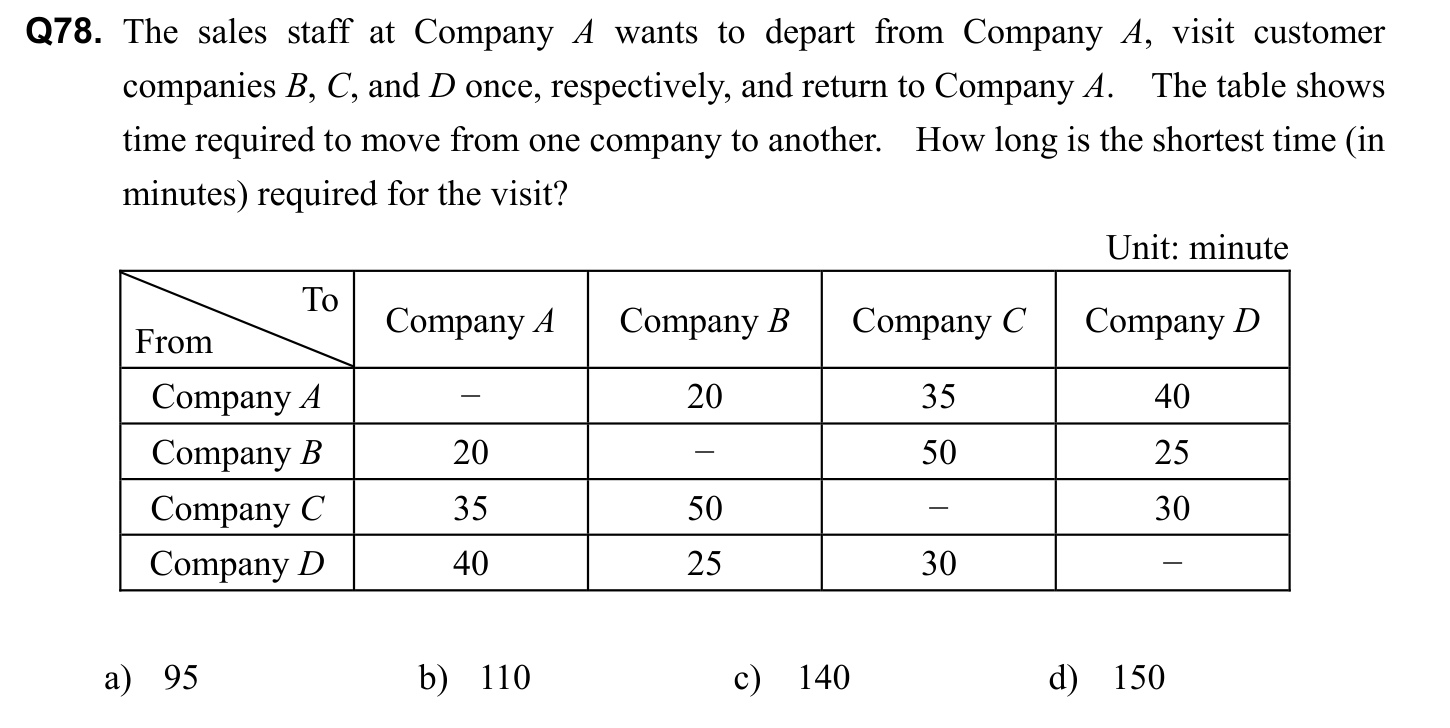 Q78. The sales staff at Company A wants to depart from Company A, visit customer
companies B, C, and D once, respectively, and return to Company A. The table shows
time required to move from one company to another. How long is the shortest time (in
minutes) required for the visit?
Unit: minute
To
From
Company A Company B Company C Company D
Company A – 20 35 40
Company B 20 – 50 25
Company C 35 50 – 30
Company D 40 25 30 –
a) 95 b) 110 c) 140 d) 150